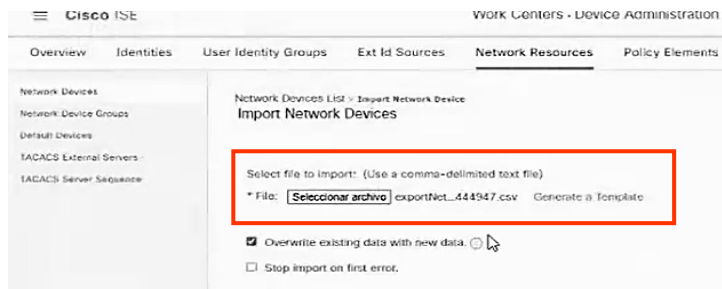 Cisco ISE
Work Centers · Device Administration
Overview Identities User Identity Groups Ext Id Sources Network Resources Policy Elements
Network Devices
Network Device Groups
Default Devices
TACACS External Servers
TACACS Server Sequence
Network Devices List > Import Network Device
Import Network Devices
Select file to import: (Use a comma-delimited text file)
* File: Seleccionar archivo exportNet_444947.csv Generate a Template
Overwrite existing data with new data.
Stop import on first error.